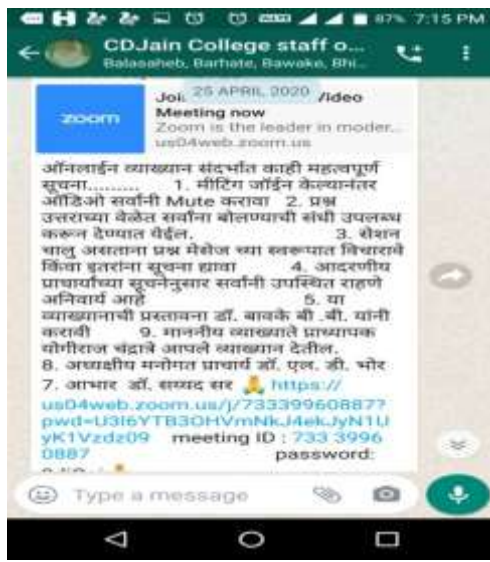 87% 7:15 PM
CDJain College staff o...
Balasaheb, Barhate, Bawake, Bhi...
25 APRIL 2020
zoom
Video
Meeting now
Zoom is the leader in moder...
us04web.zoom.us
ऑनलाईन व्याख्यान संदर्भात काही महत्वपूर्ण
सूचना......... 1. मीटिंग जॉईन केल्यानंतर
ऑडिओ सर्वांनी Mute करावा 2. प्रश्न
उत्तराच्या वेळेत सर्वांना बोलण्याची संधी उपलब्ध
करून देण्यात येईल. 3. सेशन
चालु असताना प्रश्न मेसेज च्या स्वरूपात विचारावे
किंवा इतरांना सूचना द्यावा 4. आदरणीय
प्राचार्यांच्या सूचनेनुसार सर्वांनी उपस्थित राहणे
अनिवार्य आहे 5. या
व्याख्यानाची प्रस्तावना डॉ. बावके बी .बी. यांनी
करावी 9. माननीय व्याख्याते प्राध्यापक
योगीराज चंद्रात्रे आपले व्याख्यान देतील.
8. अध्यक्षीय मनोगत प्राचार्य डॉ. एल. डी. भोर
7. आभार डॉ. सय्यद सर 🙏 https://
us04web.zoom.us/j/73339960887?
meeting ID : 733 3996
0887 password:
Type a message